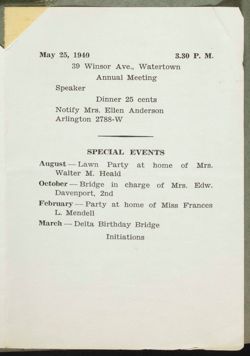 May 25, 1940 3.30 P. M.
39 Winsor Ave., Watertown
Annual Meeting
Speaker
Dinner 25 cents
Notify Mrs. Ellen Anderson
Arlington 2788-W
SPECIAL EVENTS
August — Lawn Party at home of Mrs.
Walter M. Heald
October — Bridge in charge of Mrs. Edw.
Davenport, 2nd
February — Party at home of Miss Frances
L. Mendell
March — Delta Birthday Bridge
Initiations